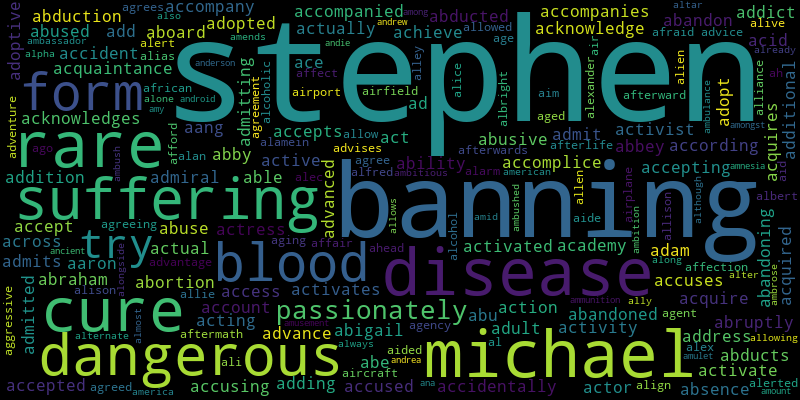 agrees also accompany accompanied among andrew accompanies abandon addict altar
adoptive abduction adopted aboard actually achieve abducted allowed age acknowledge alive afraid advice
ambassador abused add alert amends
alpha accident alias andie ace alley alice albright aim alien acid already
stephen
acquaintance alcoholic anderson affect aged alexander air adopt alliance additional
form african alone android amy admitting agreement airport airfield ad afterward ambulance ah
adventure acknowledges aang accepts allow act abusive admit activist according amongst
rare ago ambush afford alan abby alamein advises afterwards afterlife abbey acquires
active agree ability accomplice accepting amnesia aid
addition admiral able advanced alfred ambitious alarm american allen airplane allison although albert
suffering banning
accept agreeing abuse actress alec allows alcohol amid ambushed aide ambition abandoning ambrose acquired
across try actual aging affair ahead activated academy adam along affection alter
admits aaron ancient alongside advantage blood disease accuses
abraham alison abortion allie access activates acquire agent
aggressive admitted cure almost account passionately abu action abandoned ally ammunition address abruptly
alternate acting aftermath advance amusement abigail agency adult activity alex allowing
dangerous always al michael amulet abducts
ali abe aided andrea aircraft align activate alerted
accepted agreed america accusing adding accused ana accidentally actor absence amount